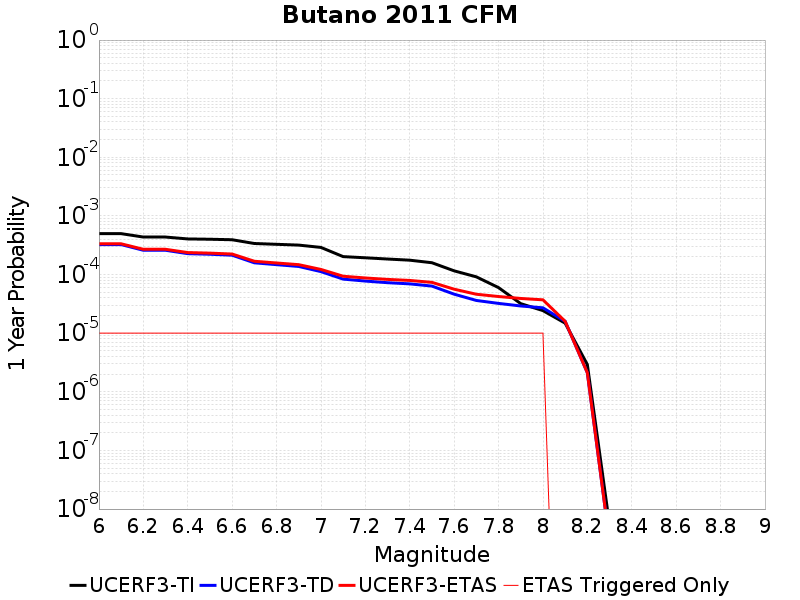 Butano 2011 CFM
1 Year Probability
10^0
10^-1
10^-2
10^-3
10^-4
10^-5
10^-6
10^-7
10^-8
6 6.2 6.4 6.6 6.8 7 7.2 7.4 7.6 7.8 8 8.2 8.4 8.6 8.8 9
Magnitude
UCERF3-TI UCERF3-TD UCERF3-ETAS ETAS Triggered Only